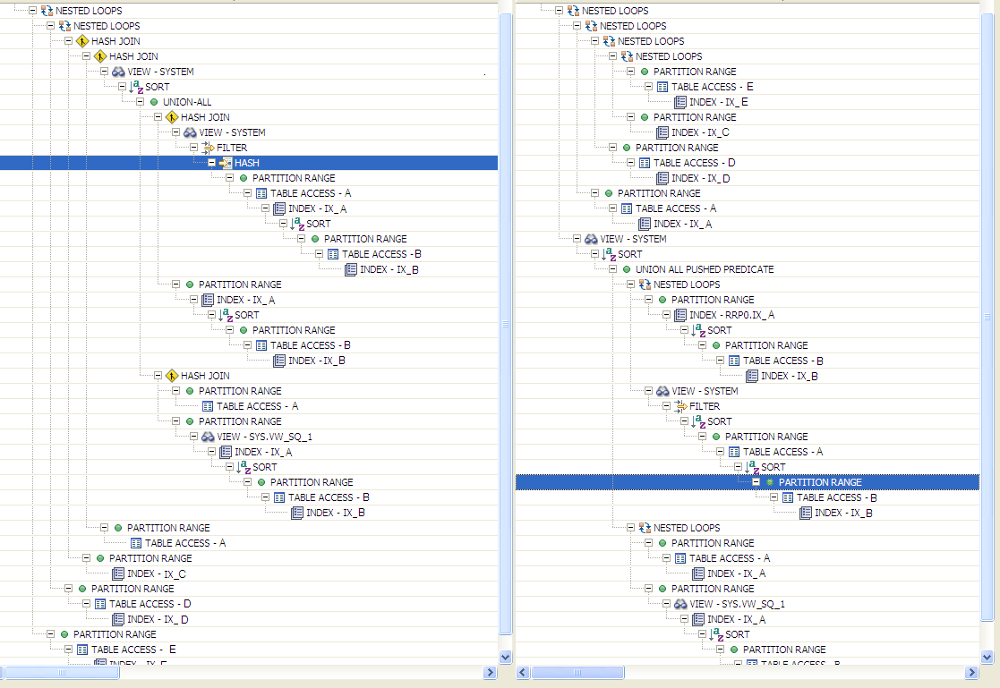 NESTED LOOPS
NESTED LOOPS
HASH JOIN
HASH JOIN
VIEW - SYSTEM
SORT
UNION-ALL
HASH JOIN
VIEW - SYSTEM
FILTER
HASH
PARTITION RANGE
TABLE ACCESS - A
INDEX - IX_A
SORT
PARTITION RANGE
TABLE ACCESS - B
INDEX - IX_B
PARTITION RANGE
INDEX - IX_A
SORT
PARTITION RANGE
TABLE ACCESS - B
INDEX - IX_B
HASH JOIN
PARTITION RANGE
TABLE ACCESS - A
PARTITION RANGE
VIEW - SYS.VW_SQ_1
INDEX - IX_A
SORT
PARTITION RANGE
TABLE ACCESS - B
INDEX - IX_B
PARTITION RANGE
TABLE ACCESS - A
PARTITION RANGE
INDEX - IX_C
PARTITION RANGE
TABLE ACCESS - D
INDEX - IX_D
PARTITION RANGE
TABLE ACCESS - E
INDEX - IX_E
NESTED LOOPS
NESTED LOOPS
NESTED LOOPS
NESTED LOOPS
PARTITION RANGE
TABLE ACCESS - E
INDEX - IX_E
PARTITION RANGE
INDEX - IX_C
PARTITION RANGE
TABLE ACCESS - D
INDEX - IX_D
PARTITION RANGE
TABLE ACCESS - A
INDEX - IX_A
VIEW - SYSTEM
SORT
UNION ALL PUSHED PREDICATE
NESTED LOOPS
PARTITION RANGE
INDEX - RRP0.IX_A
SORT
PARTITION RANGE
TABLE ACCESS - B
INDEX - IX_B
VIEW - SYSTEM
FILTER
SORT
PARTITION RANGE
TABLE ACCESS - A
SORT
PARTITION RANGE
TABLE ACCESS - B
INDEX - IX_B
NESTED LOOPS
PARTITION RANGE
TABLE ACCESS - A
INDEX - IX_A
PARTITION RANGE
VIEW - SYS.VW_SQ_1
INDEX - IX_A
SORT
PARTITION RANGE
TABLE ACCESS - B